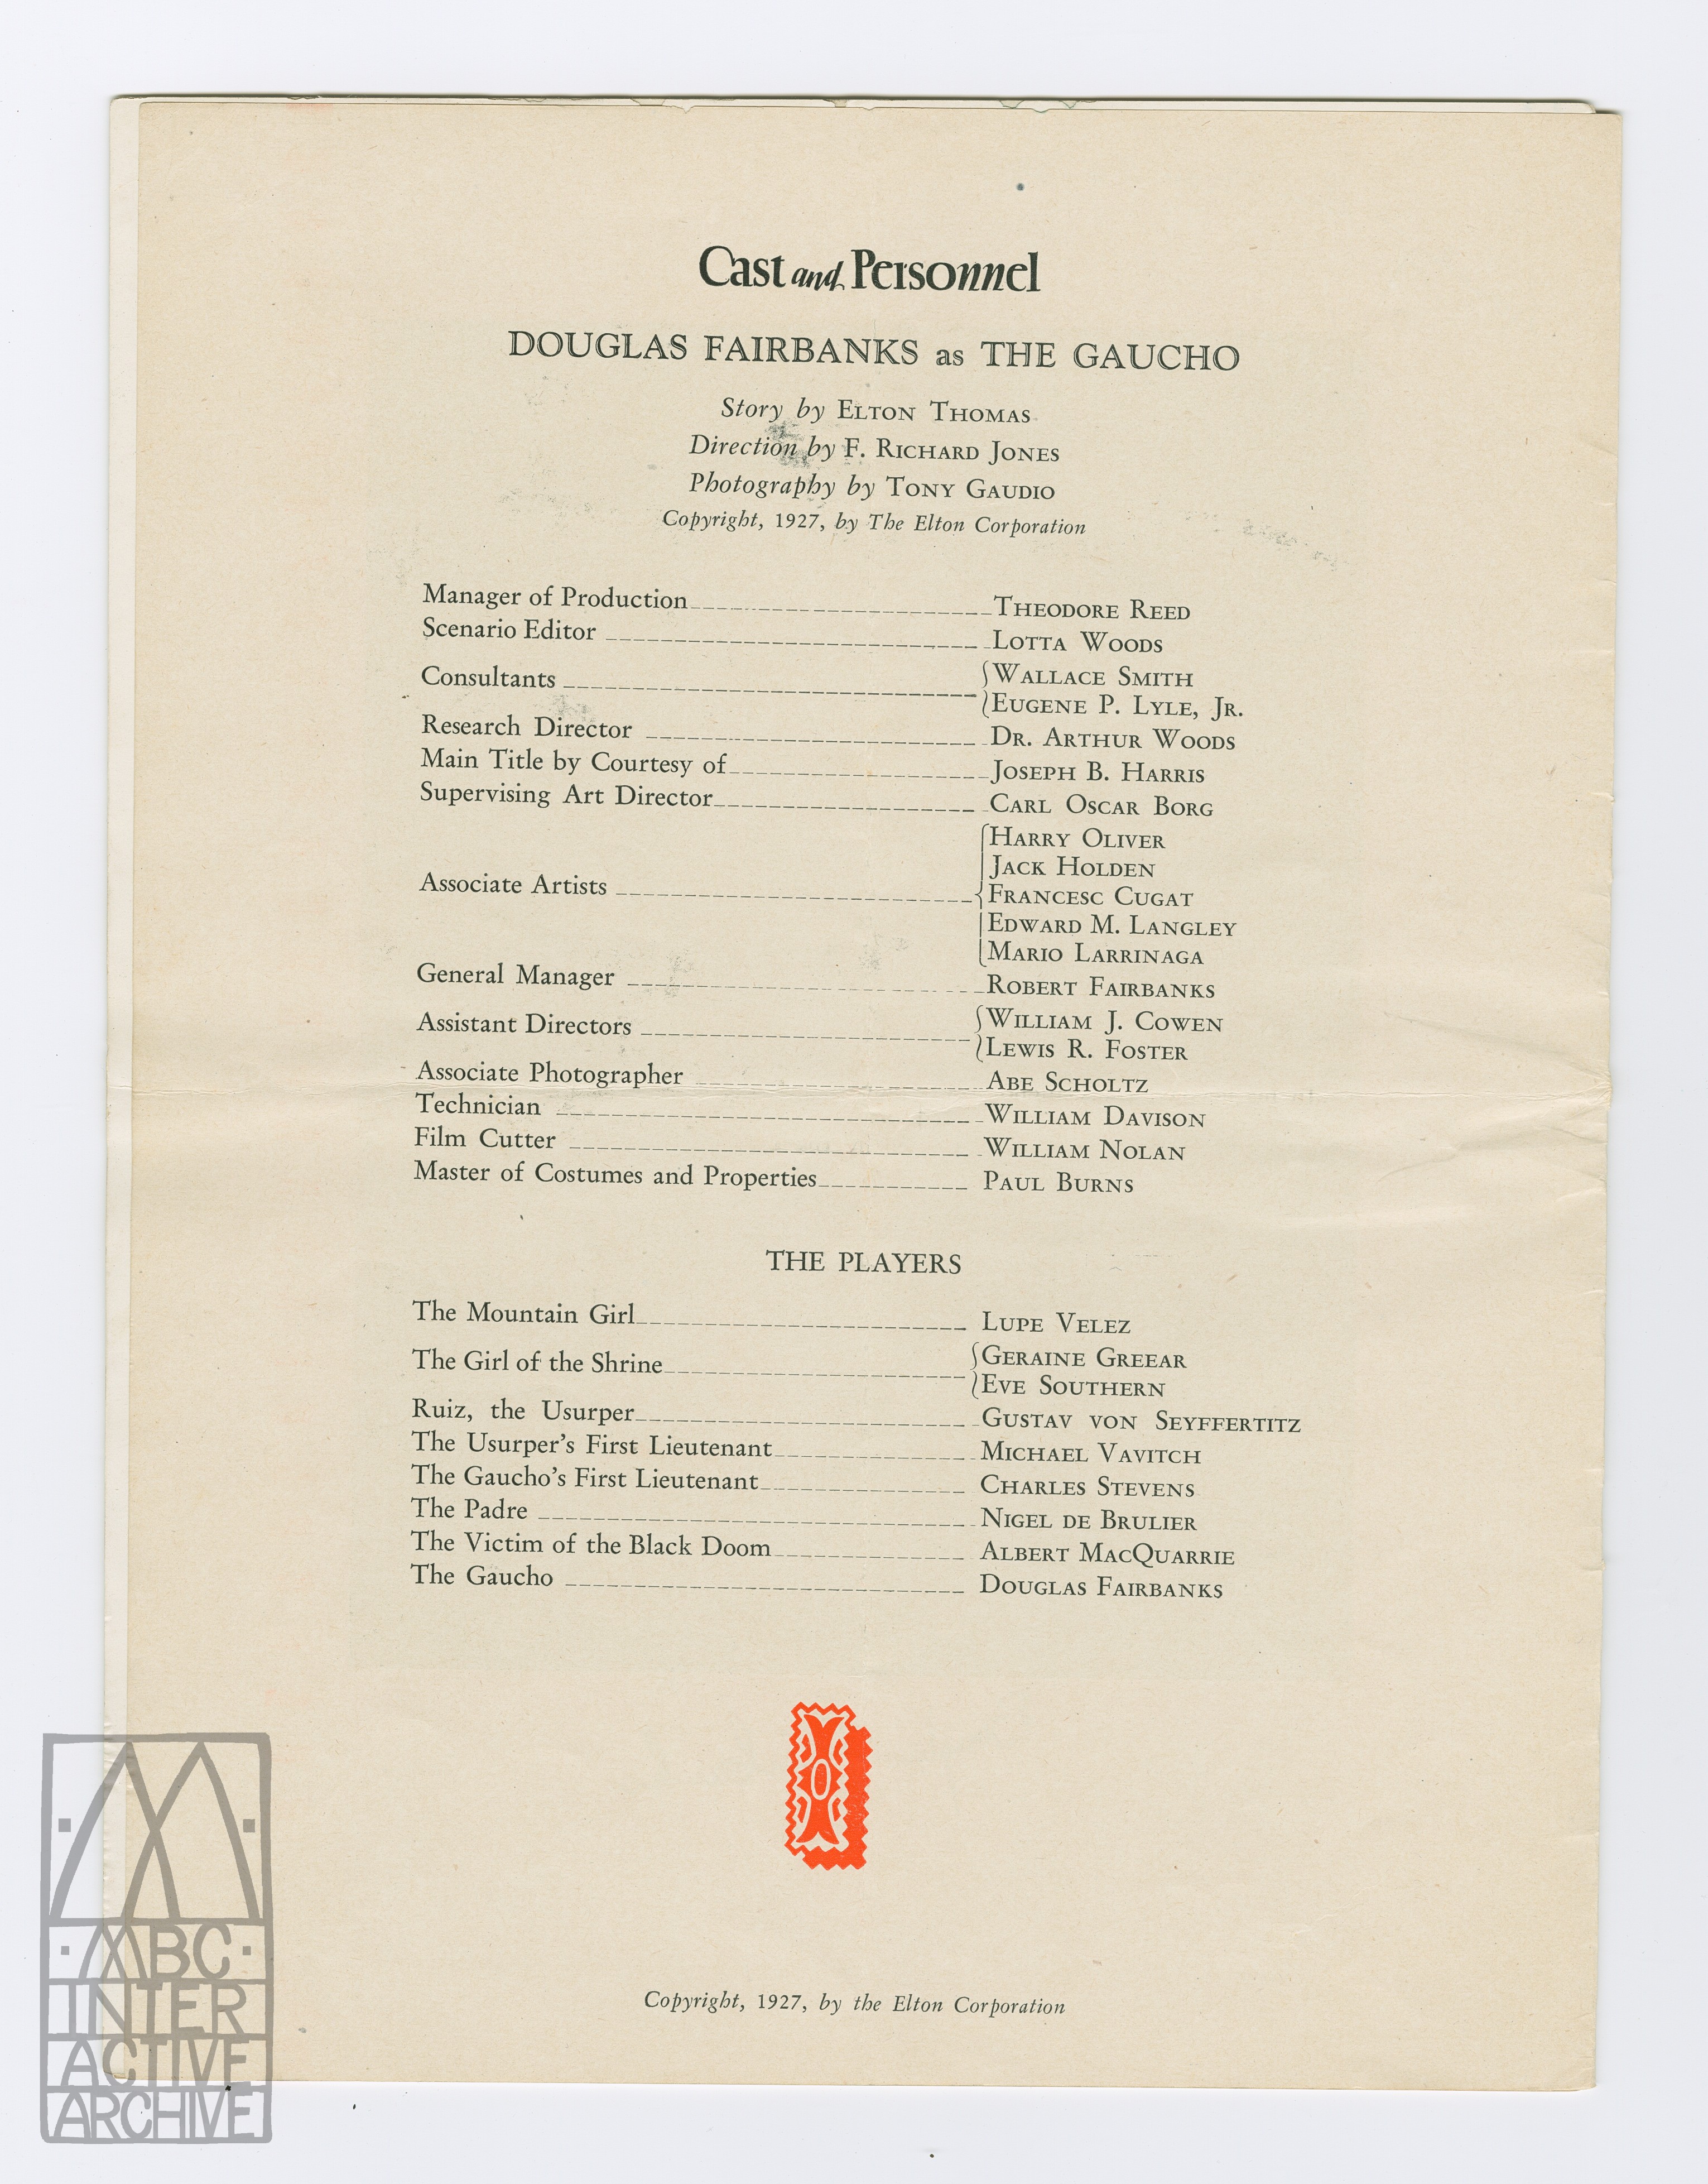 Cast and Personnel
DOUGLAS FAIRBANKS as THE GAUCHO
Story by ELTON THOMAS
Direction by F. RICHARD JONES
Photography by TONY GAUDIO
Copyright, 1927, by The Elton Corporation
Manager of Production THEODORE REED
Scenario Editor LOTTA WOODS
Consultants WALLACE SMITH
EUGENE P. LYLE, JR.
Research Director DR. ARTHUR WOODS
Main Title by Courtesy of JOSEPH B. HARRIS
Supervising Art Director CARL OSCAR BORG
HARRY OLIVER
JACK HOLDEN
Associate Artists FRANCESC CUGAT
EDWARD M. LANGLEY
MARIO LARRINAGA
General Manager ROBERT FAIRBANKS
Assistant Directors WILLIAM J. COWEN
LEWIS R. FOSTER
Associate Photographer ABE SCHOLTZ
Technician WILLIAM DAVISON
Film Cutter WILLIAM NOLAN
Master of Costumes and Properties PAUL BURNS
THE PLAYERS
The Mountain Girl LUPE VELEZ
The Girl of the Shrine GERAINE GREEAR
EVE SOUTHERN
Ruiz, the Usurper GUSTAV VON SEYFFERTITZ
The Usurper's First Lieutenant MICHAEL VAVITCH
The Gaucho's First Lieutenant CHARLES STEVENS
The Padre NIGEL DE BRULIER
The Victim of the Black Doom ALBERT MACQUARRIE
The Gaucho DOUGLAS FAIRBANKS
Copyright, 1927, by the Elton Corporation
ABC
INTER
ACTIVE
ARCHIVE